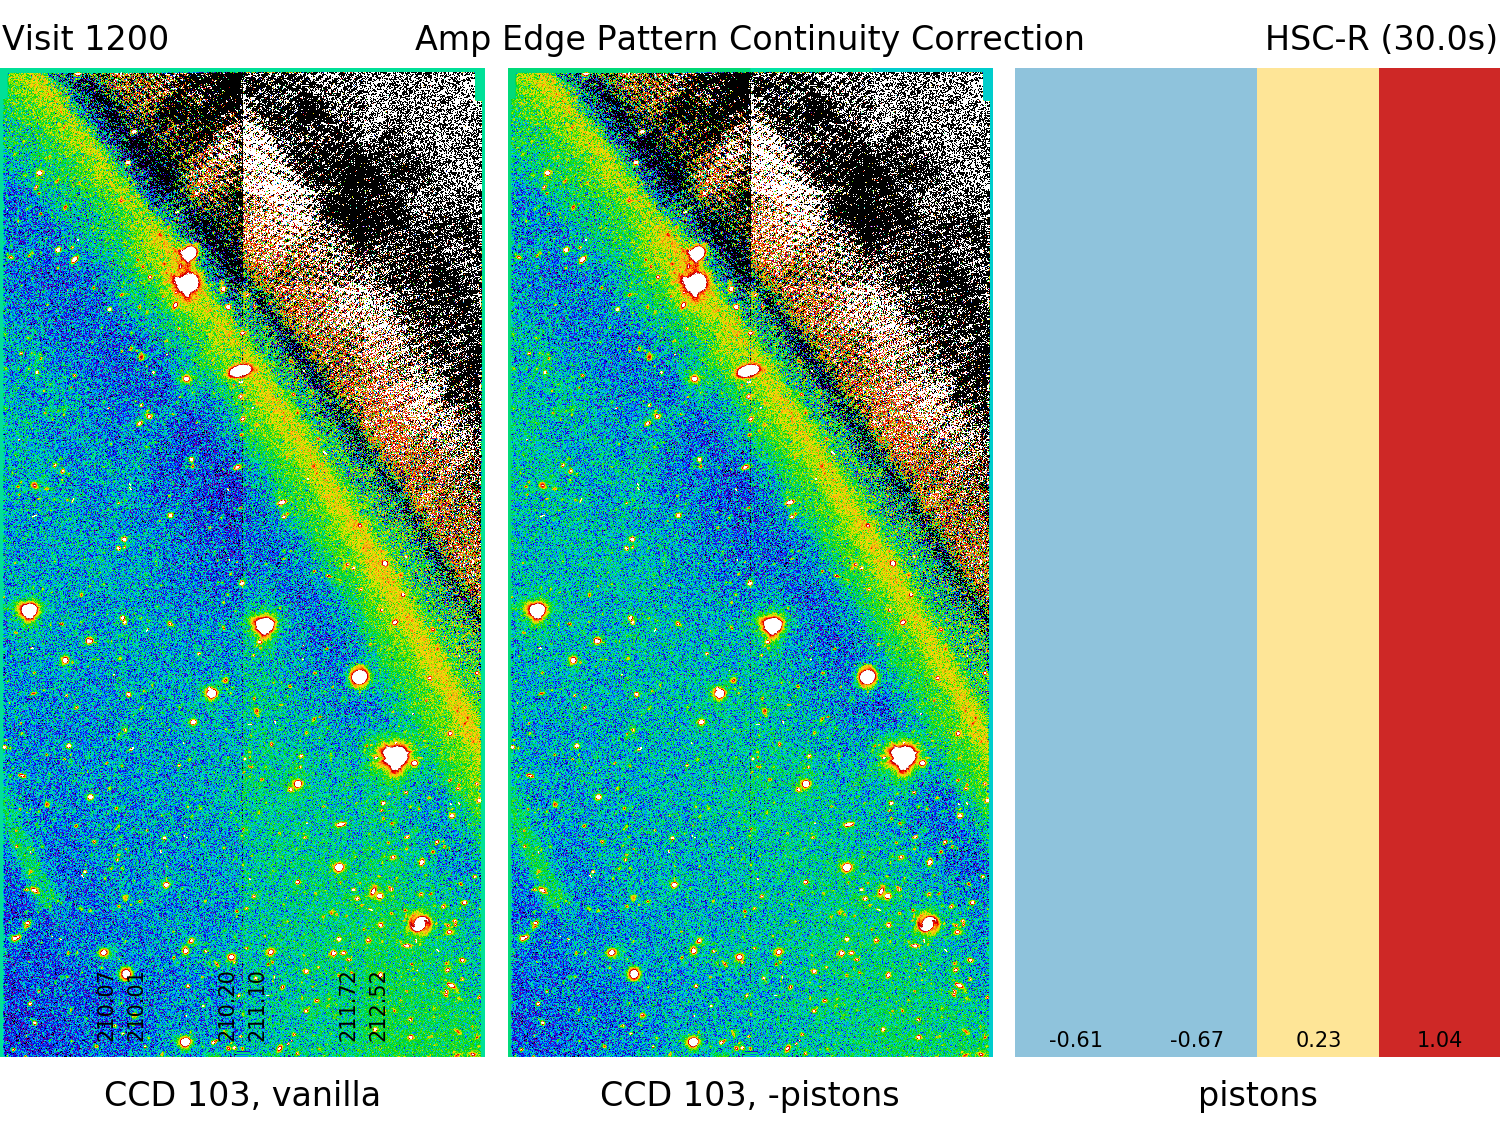 Visit 1200
Amp Edge Pattern Continuity Correction
HSC-R (30.0s)
210.07
210.01
210.20
211.10
211.72
212.52
-0.61
-0.67
0.23
1.04
CCD 103, vanilla
CCD 103, -pistons
pistons